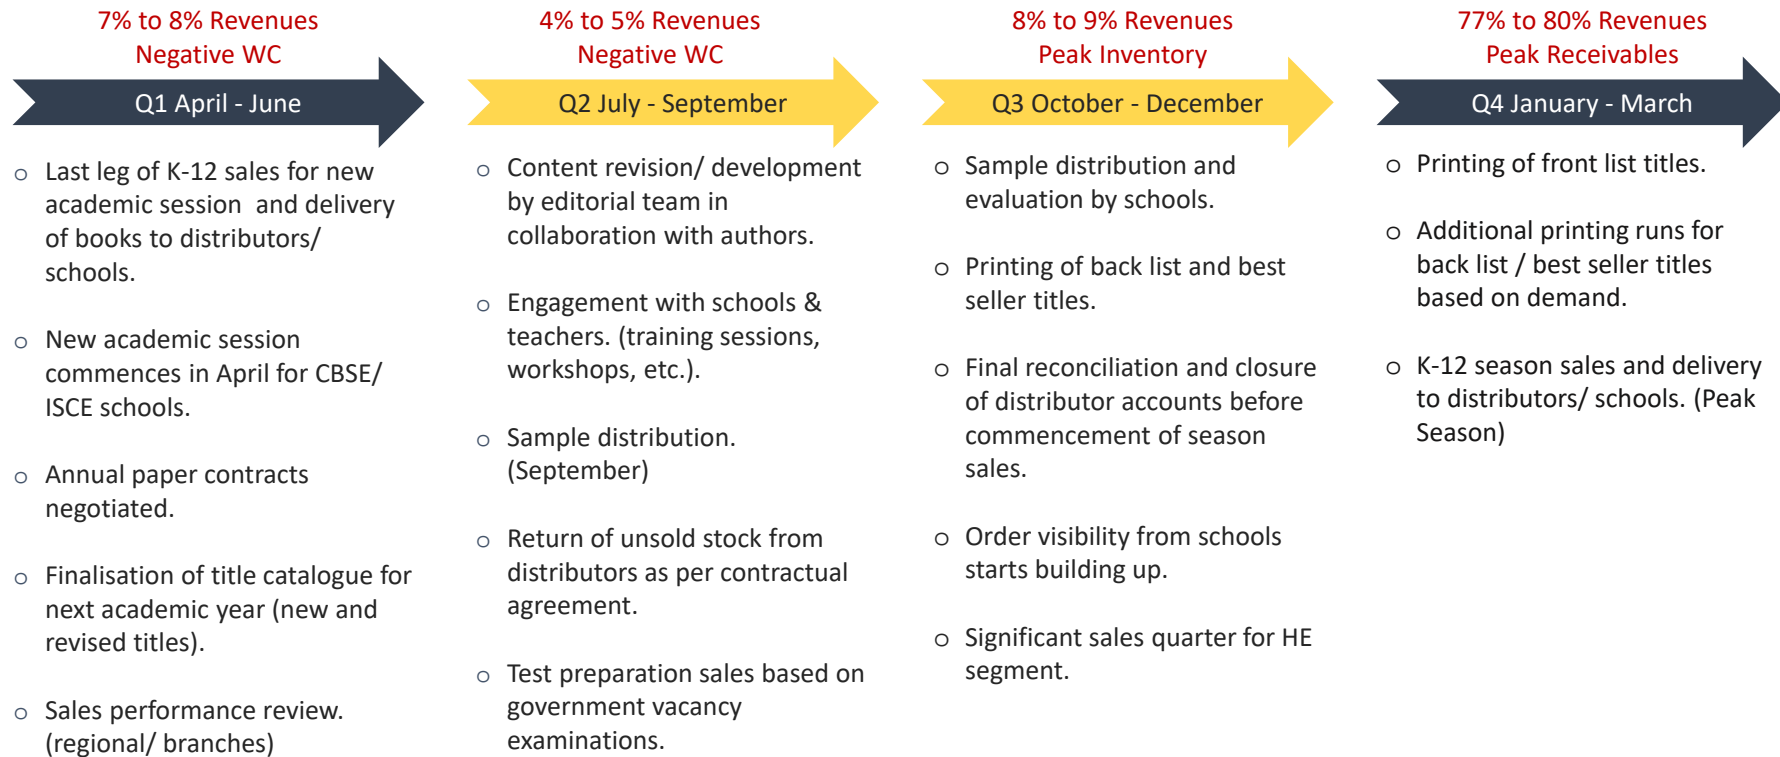 7% to 8% Revenues
Negative WC
Q1 April - June
o Last leg of K-12 sales for new
academic session and delivery
of books to distributors/
schools.
o New academic session
commences in April for CBSE/
ISCE schools.
o Annual paper contracts
negotiated.
o Finalisation of title catalogue for
next academic year (new and
revised titles).
o Sales performance review.
(regional/ branches)
4% to 5% Revenues
Negative WC
Q2 July - September
o Content revision/ development
by editorial team in
collaboration with authors.
o Engagement with schools &
teachers. (training sessions,
workshops, etc.).
o Sample distribution.
(September)
o Return of unsold stock from
distributors as per contractual
agreement.
o Test preparation sales based on
government vacancy
examinations.
8% to 9% Revenues
Peak Inventory
Q3 October - December
o Sample distribution and
evaluation by schools.
o Printing of back list and best
seller titles.
o Final reconciliation and closure
of distributor accounts before
commencement of season
sales.
o Order visibility from schools
starts building up.
o Significant sales quarter for HE
segment.
77% to 80% Revenues
Peak Receivables
Q4 January - March
o Printing of front list titles.
o Additional printing runs for
back list / best seller titles
based on demand.
o K-12 season sales and delivery
to distributors/ schools. (Peak
Season)